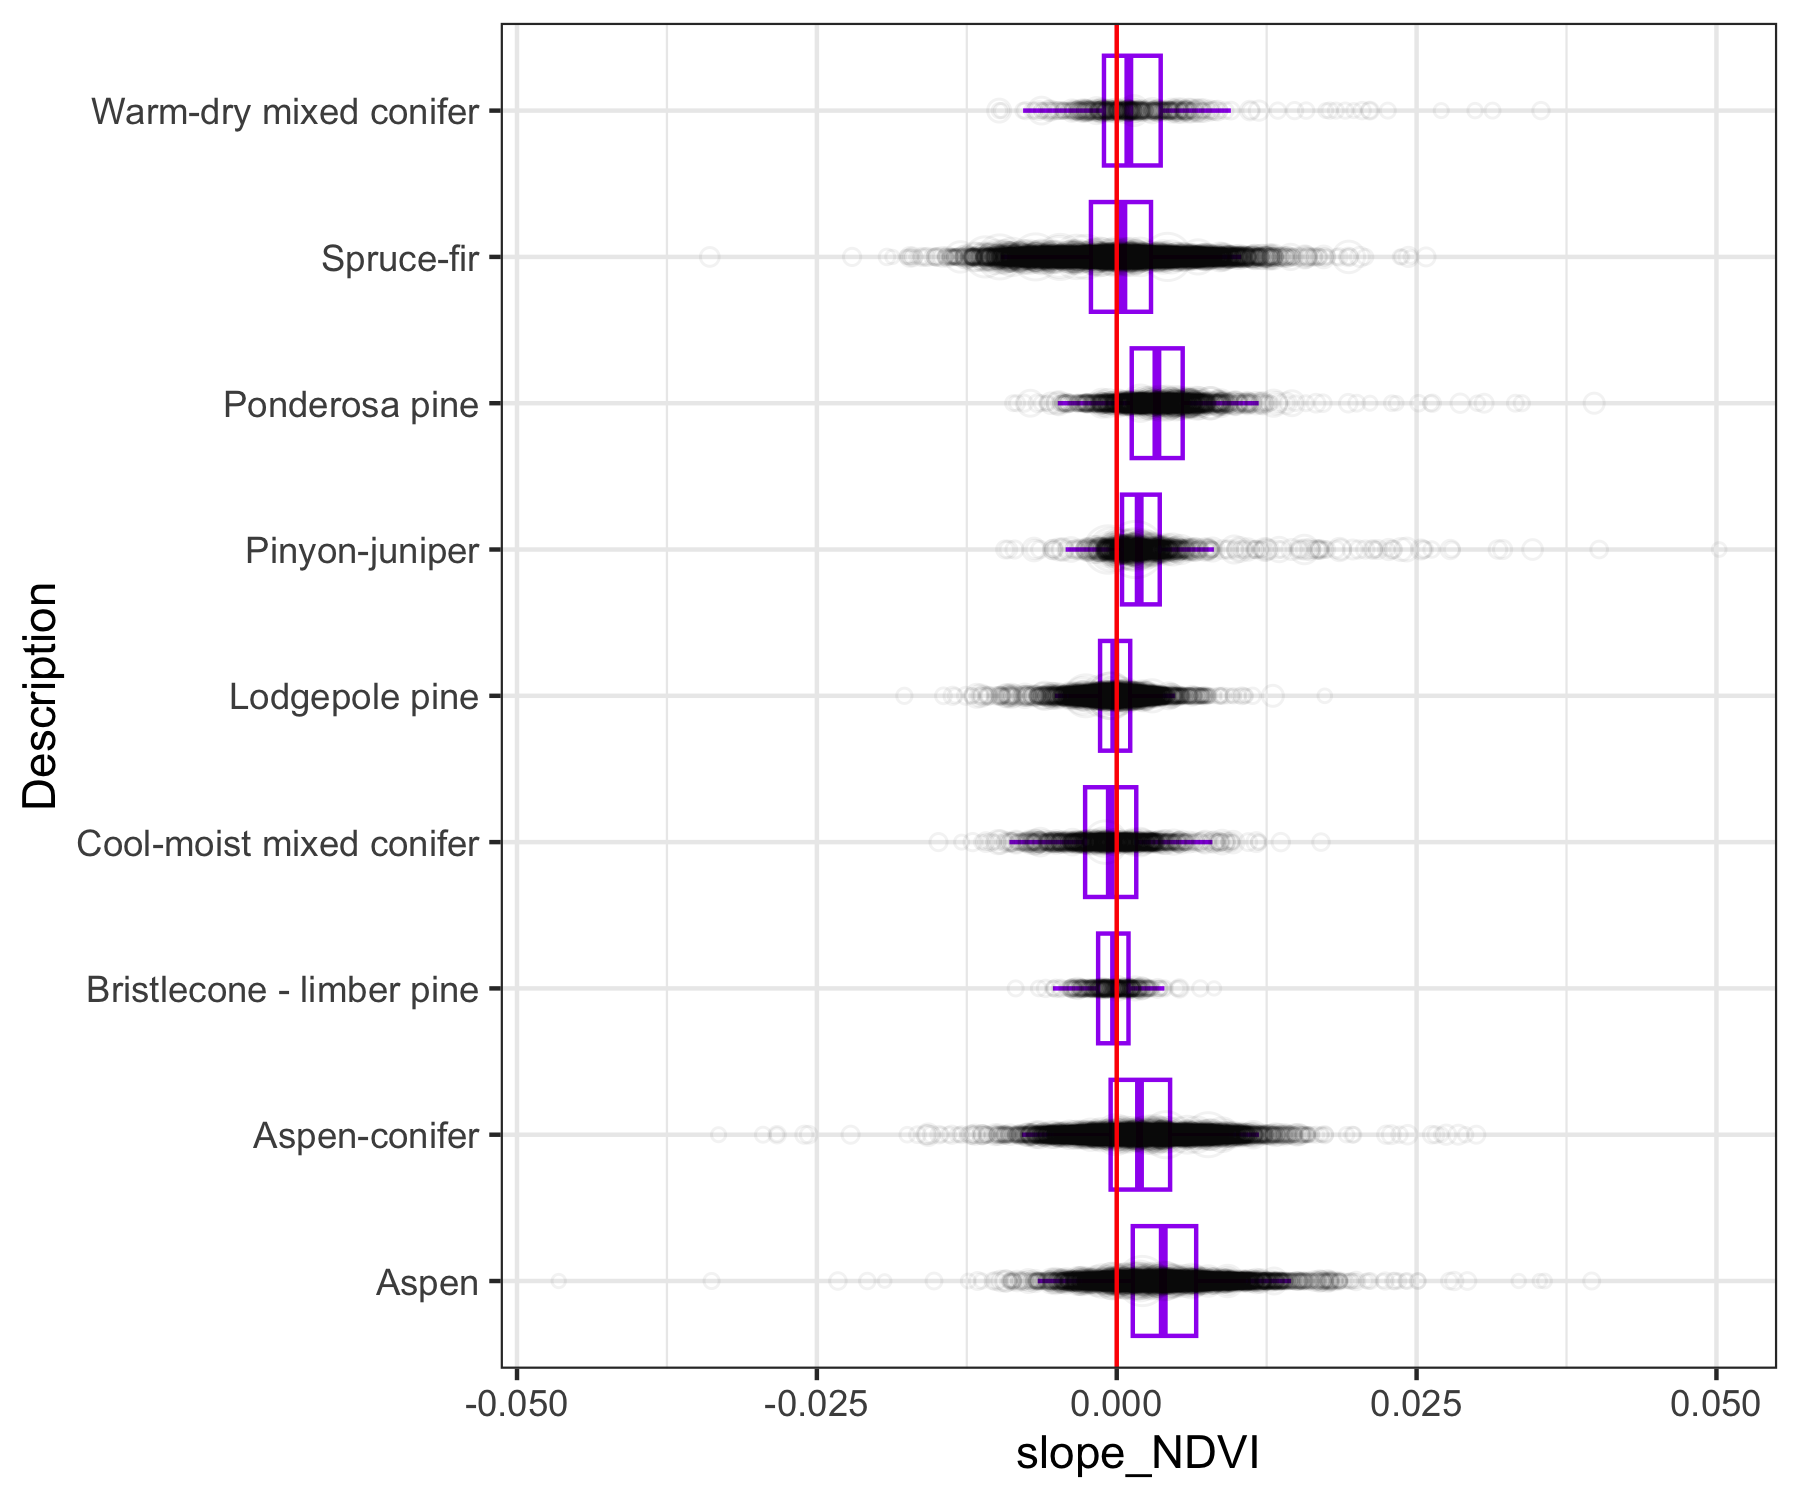 Warm-dry mixed conifer
Spruce-fir
Ponderosa pine
Pinyon-juniper
Lodgepole pine
Cool-moist mixed conifer
Bristlecone - limber pine
Aspen-conifer
Aspen
Description
-0.050
-0.025
0.000
0.025
0.050
slope_NDVI